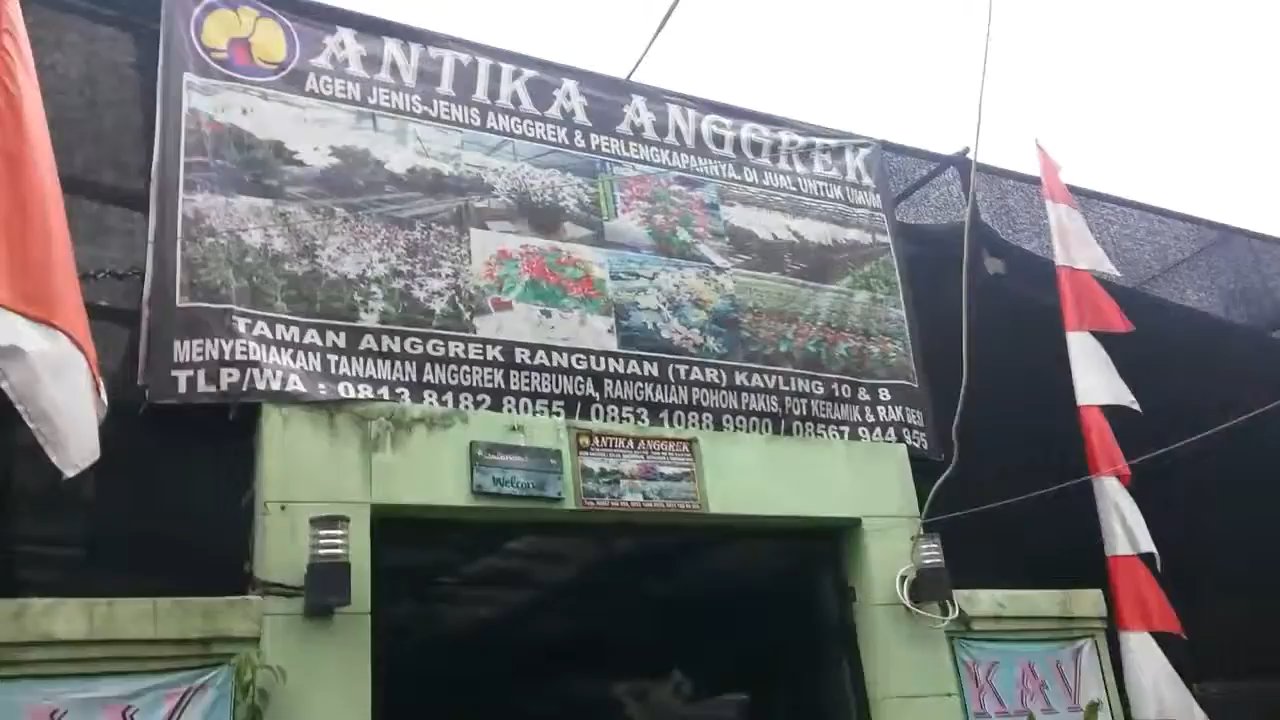 ANTIKA ANGGREK
AGEN JENIS-JENIS ANGGREK & PERLENGKAPANNYA. DI JUAL UNTUK UMUM
TAMAN ANGGREK RANGUNAN (TAR) KAVLING 10 & 8
MENYEDIAKAN TANAMAN ANGGREK BERBUNGA, RANGKAIAN POHON PAKIS, POT KERAMIK & RAK BESI
TLP/WA : 0813 8182 8055 / 0853 1088 9900 / 08567 944 955
Welcome
ANTIKA ANGGREK
KAV